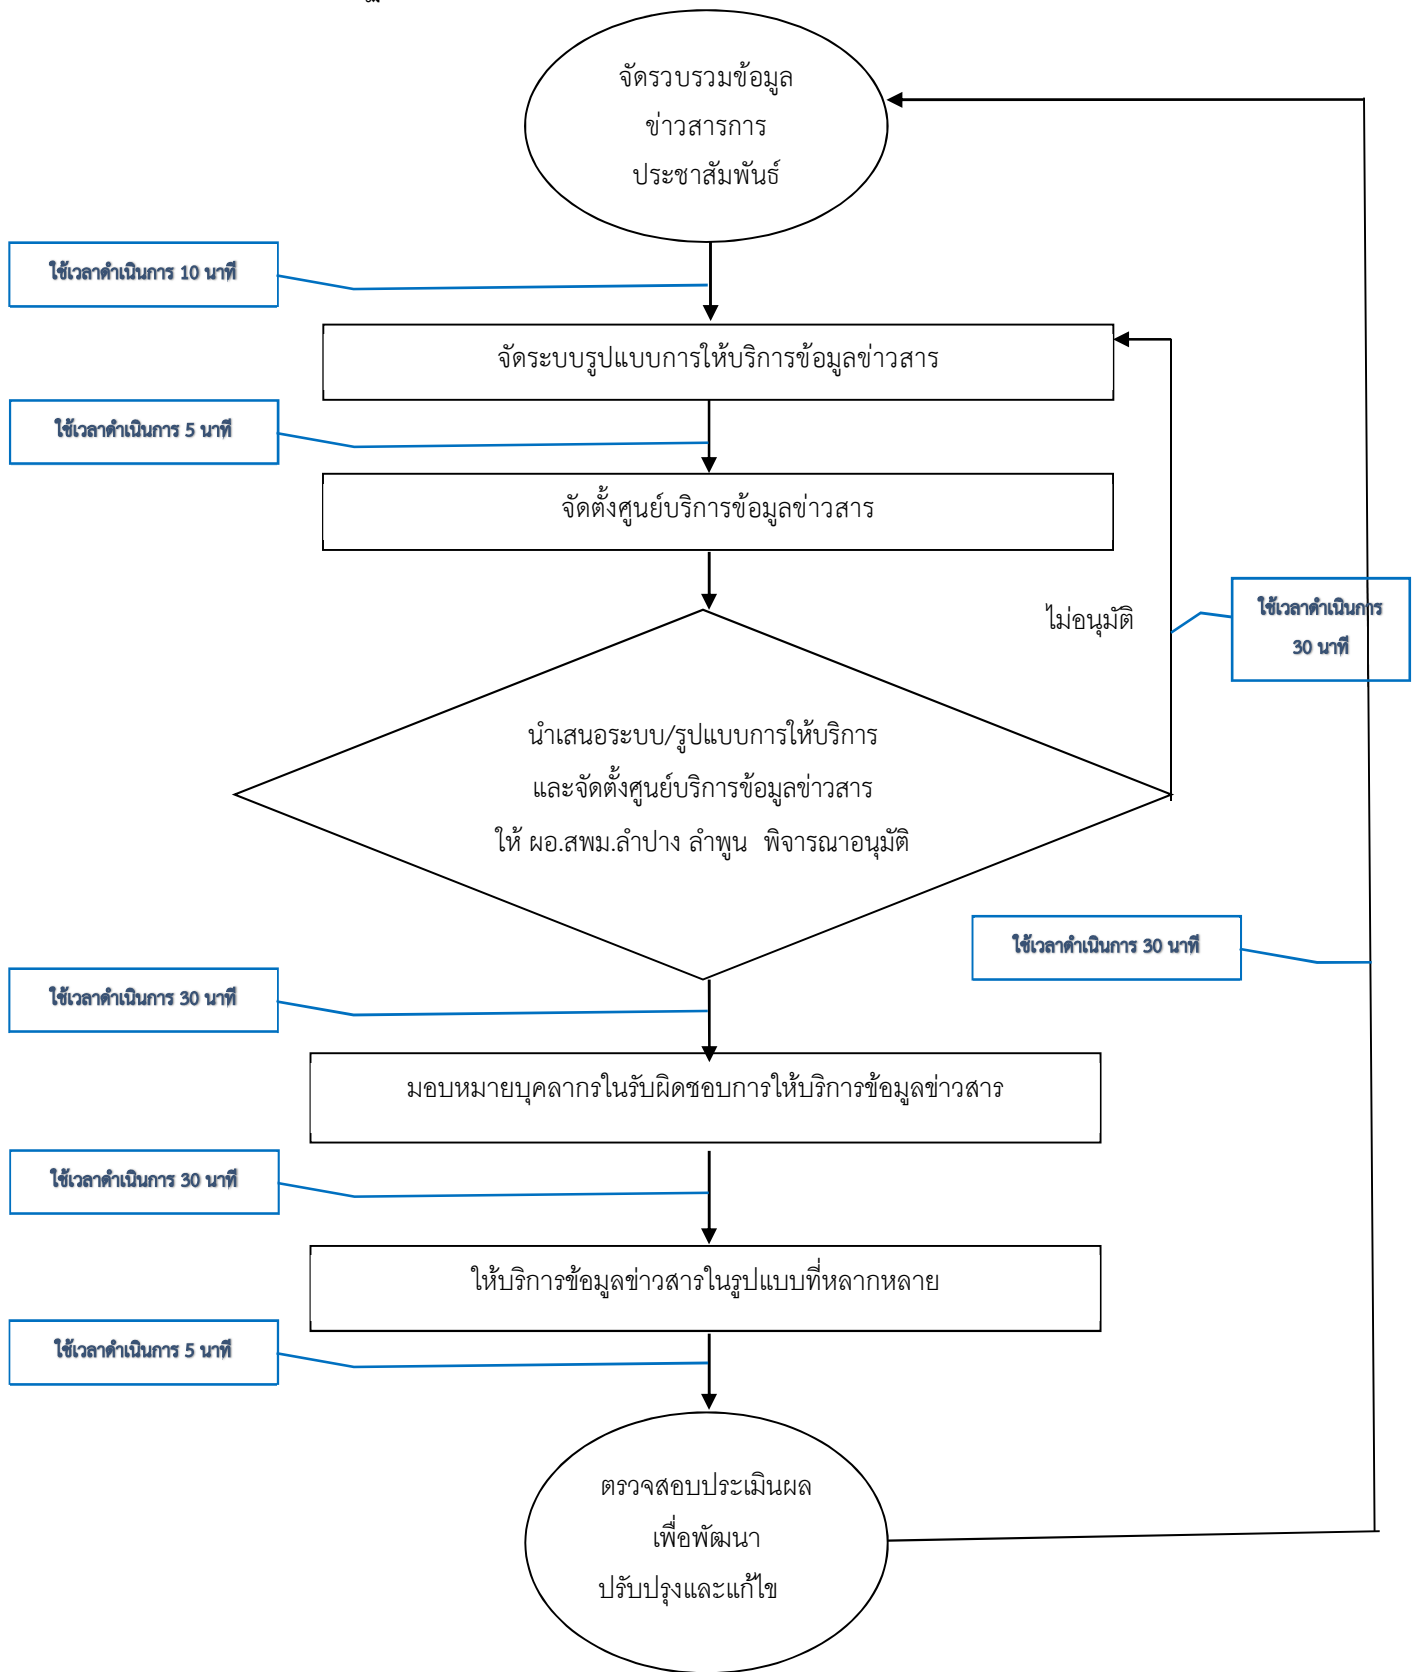 จัดรวบรวมข้อมูล
ข่าวสารการ
ประชาสัมพันธ์
ใช้เวลาดำเนินการ 10 นาที
จัดระบบรูปแบบการให้บริการข้อมูลข่าวสาร
ใช้เวลาดำเนินการ 5 นาที
จัดตั้งศูนย์บริการข้อมูลข่าวสาร
ไม่อนุมัติ
ใช้เวลาดำเนินการ
30 นาที
นำเสนอระบบ/รูปแบบการให้บริการ
และจัดตั้งศูนย์บริการข้อมูลข่าวสาร
ให้ ผอ.สพม.ลำปาง ลำพูน พิจารณาอนุมัติ
ใช้เวลาดำเนินการ 30 นาที
ใช้เวลาดำเนินการ 30 นาที
มอบหมายบุคลากรในรับผิดชอบการให้บริการข้อมูลข่าวสาร
ใช้เวลาดำเนินการ 30 นาที
ให้บริการข้อมูลข่าวสารในรูปแบบที่หลากหลาย
ใช้เวลาดำเนินการ 5 นาที
ตรวจสอบประเมินผล
เพื่อพัฒนา
ปรับปรุงและแก้ไข